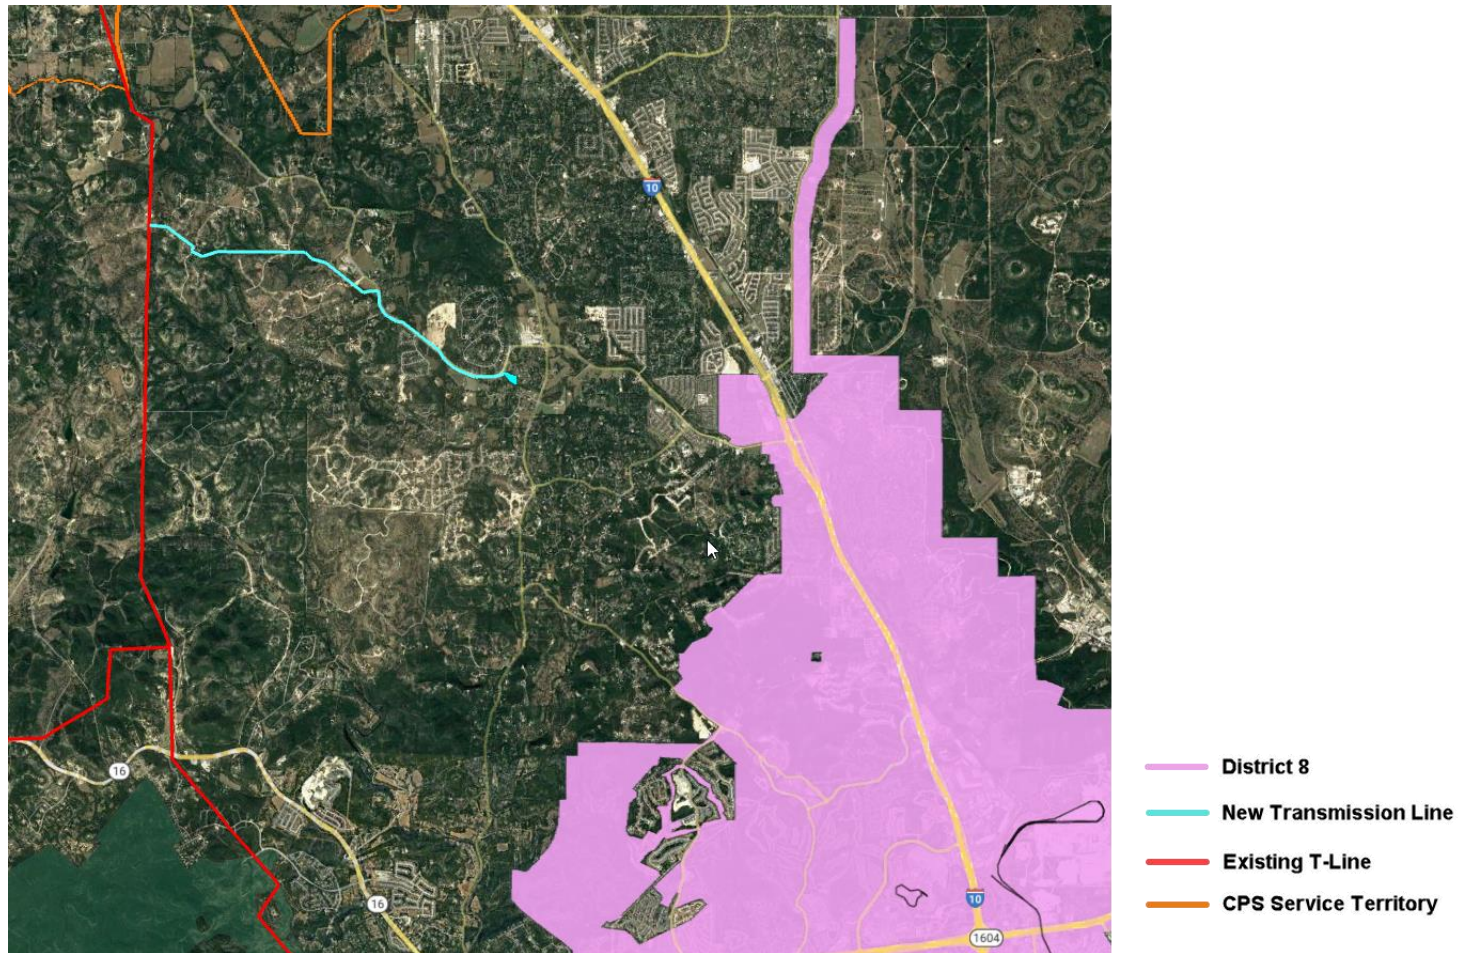 10
16
16
10
1604
District 8
New Transmission Line
Existing T-Line
CPS Service Territory